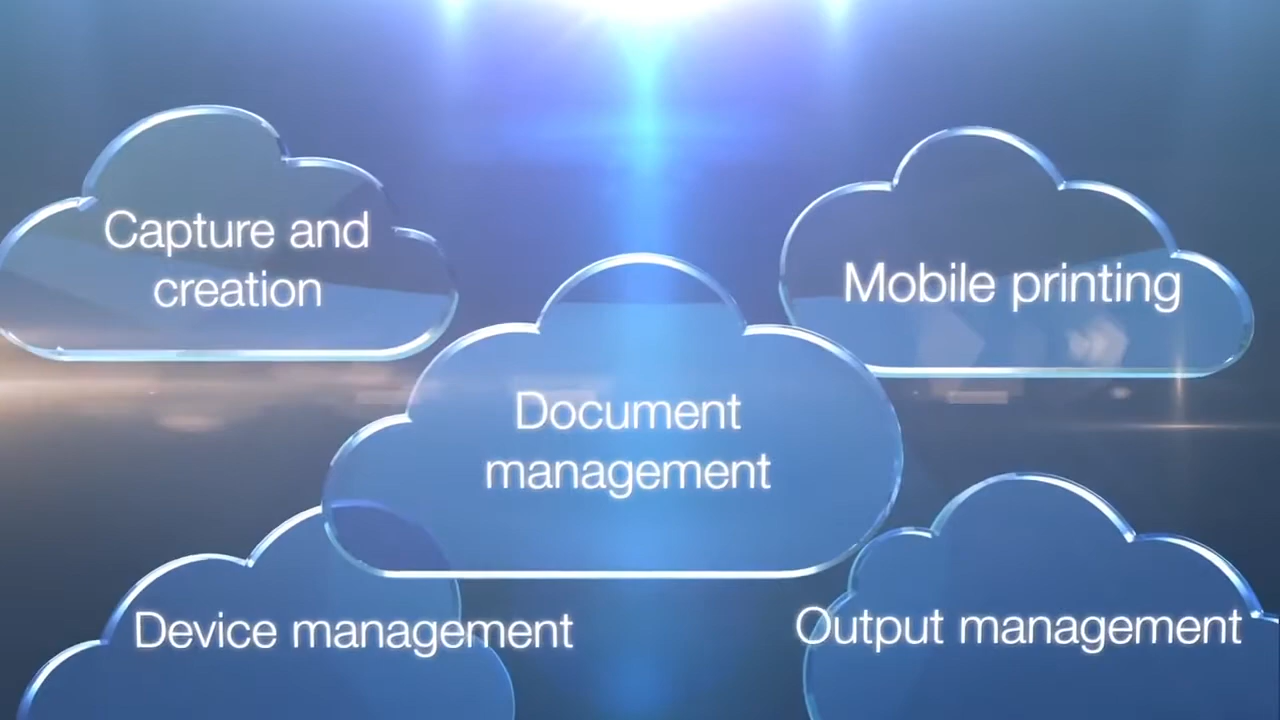 Capture and
creation
Mobile printing
Document
management
Device management
Output management